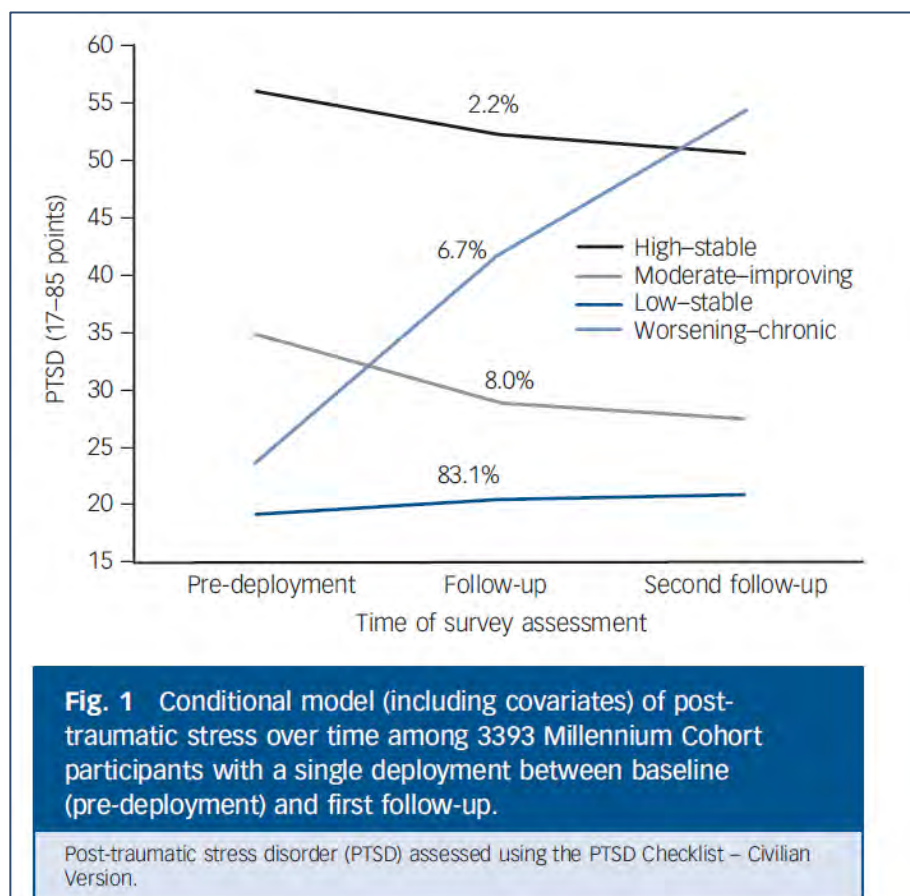 60
55
50
45
40
35
30
25
20
15
PTSD (17–85 points)
2.2%
6.7%
8.0%
83.1%
High–stable
Moderate–improving
Low–stable
Worsening–chronic
Pre-deployment Follow-up Second follow-up
Time of survey assessment
Fig. 1 Conditional model (including covariates) of post-
traumatic stress over time among 3393 Millennium Cohort
participants with a single deployment between baseline
(pre-deployment) and first follow-up.
Post-traumatic stress disorder (PTSD) assessed using the PTSD Checklist – Civilian
Version.